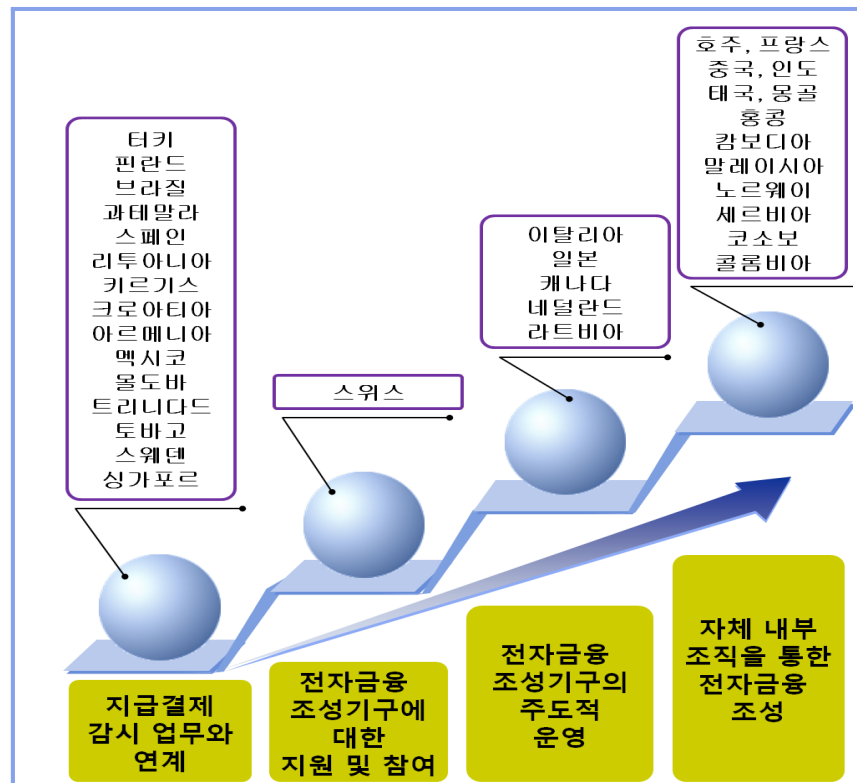 터키
핀란드
브라질
과테말라
스페인
리투아니아
키르기스
크로아티아
아르메니아
멕시코
몰도바
트리니다드
토바고
스웨덴
싱가포르
지급결제
감시 업무와
연계
스위스
전자금융
조성기구에
대한
지원 및 참여
이탈리아
일본
캐나다
네덜란드
라트비아
전자금융
조성기구의
주도적
운영
호주, 프랑스
중국, 인도
태국, 몽골
홍콩
캄보디아
말레이시아
노르웨이
세르비아
코소보
콜롬비아
자체 내부
조직을 통한
전자금융
조성